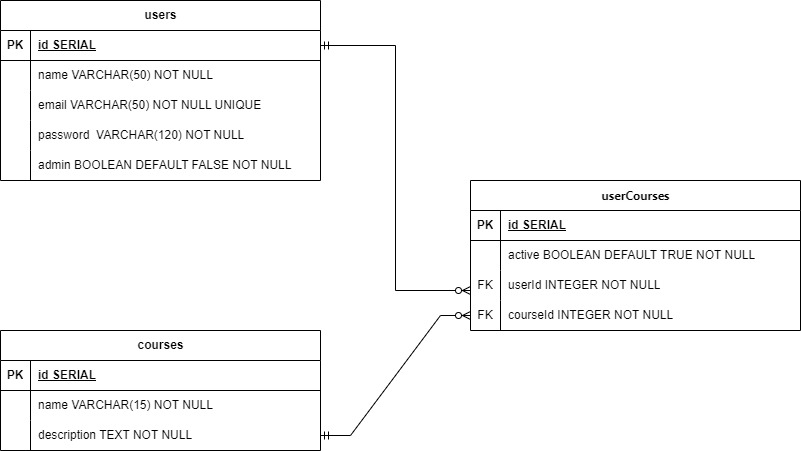 users
PK id SERIAL
name VARCHAR(50) NOT NULL
email VARCHAR(50) NOT NULL UNIQUE
password  VARCHAR(120) NOT NULL
admin BOOLEAN DEFAULT FALSE NOT NULL
userCourses
PK id SERIAL
active BOOLEAN DEFAULT TRUE NOT NULL
FK userId INTEGER NOT NULL
FK courseId INTEGER NOT NULL
courses
PK id SERIAL
name VARCHAR(15) NOT NULL
description TEXT NOT NULL